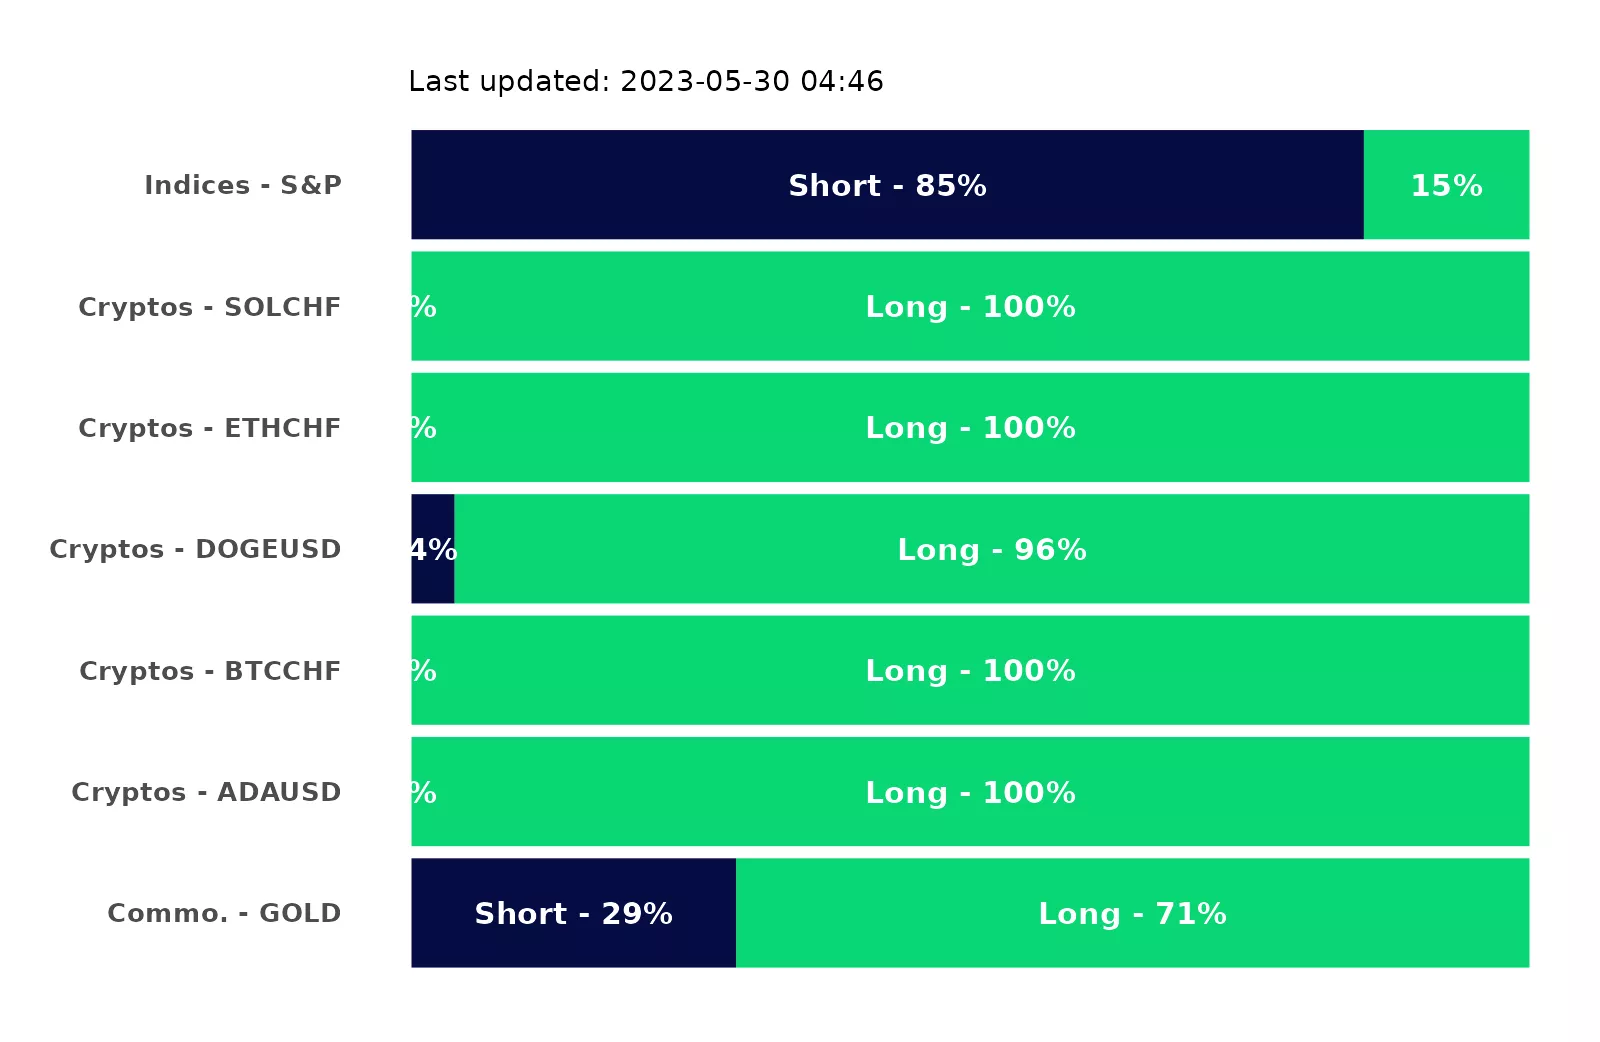 Last updated: 2023-05-30 04:46
Indices - S&P Short - 85% 15%
Cryptos - SOLCHF % Long - 100%
Cryptos - ETHCHF % Long - 100%
Cryptos - DOGEUSD 4% Long - 96%
Cryptos - BTCCHF % Long - 100%
Cryptos - ADAUSD % Long - 100%
Commo. - GOLD Short - 29% Long - 71%